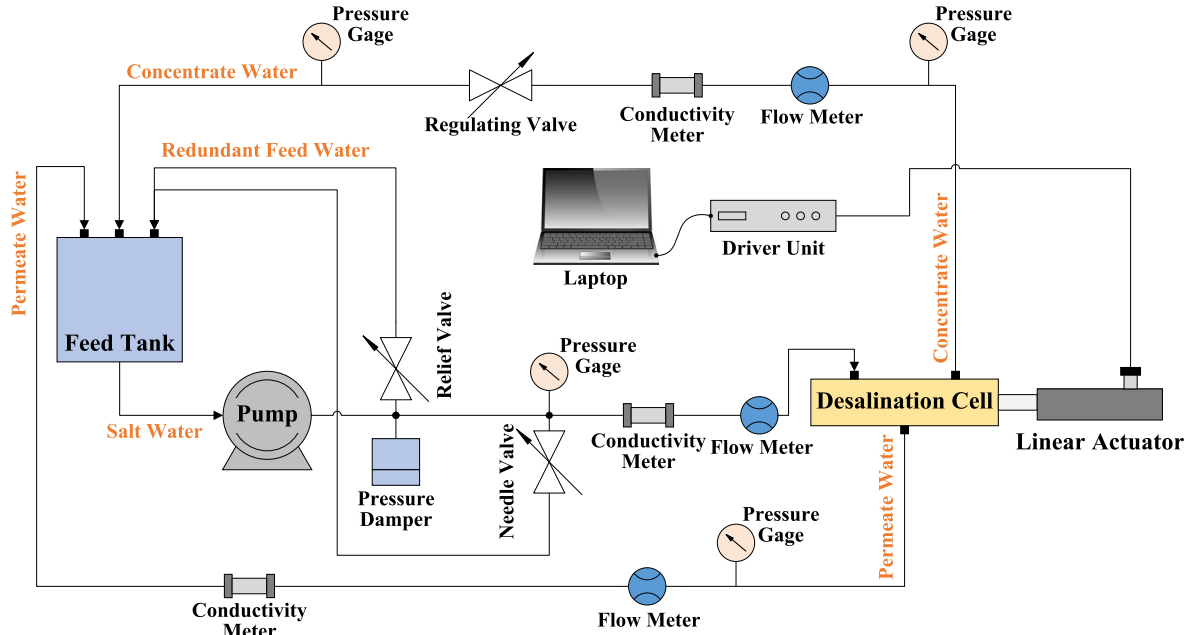 Pressure
Gage
Pressure
Gage
Concentrate Water
Regulating Valve
Conductivity
Meter
Flow Meter
Redundant Feed Water
Permeate Water
Laptop
Driver Unit
Concentrate Water
Feed Tank
Relief Valve
Pressure
Gage
Salt Water
Pump
Desalination Cell
Linear Actuator
Conductivity
Meter
Flow Meter
Needle Valve
Pressure
Damper
Pressure
Gage
Permeate Water
Conductivity
Meter
Flow Meter